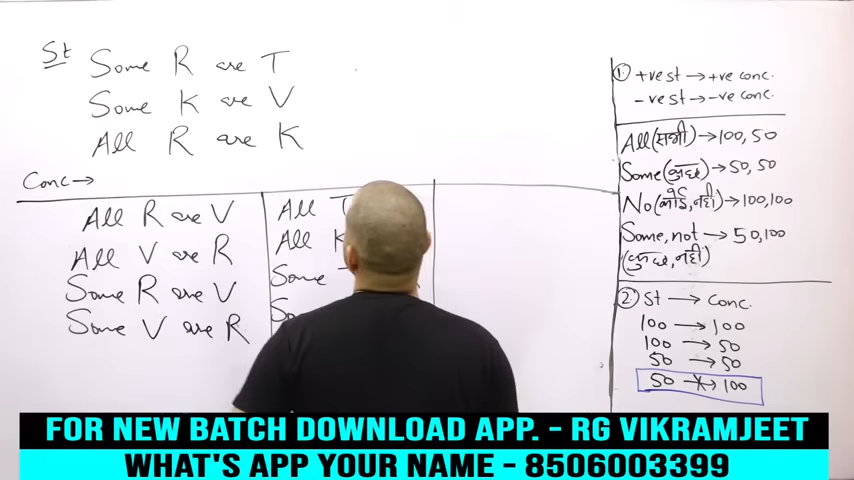 St Some R are T
Some K are V
All R are K
Conc→
All R are V
All V are R
Some R are V
Some V are R
All T
All K
Some
① +ve st → +ve conc.
-ve st → -ve conc.
All (सभी) → 100, 50
Some (कुछ) → 50, 50
No (कोई, नहीं) → 100, 100
Some, not → 50, 100
(कुछ, नहीं)
② St → Conc.
100 → 100
100 → 50
50 → 50
50 → 100
FOR NEW BATCH DOWNLOAD APP. - RG VIKRAMJEET
WHAT'S APP YOUR NAME - 8506003399